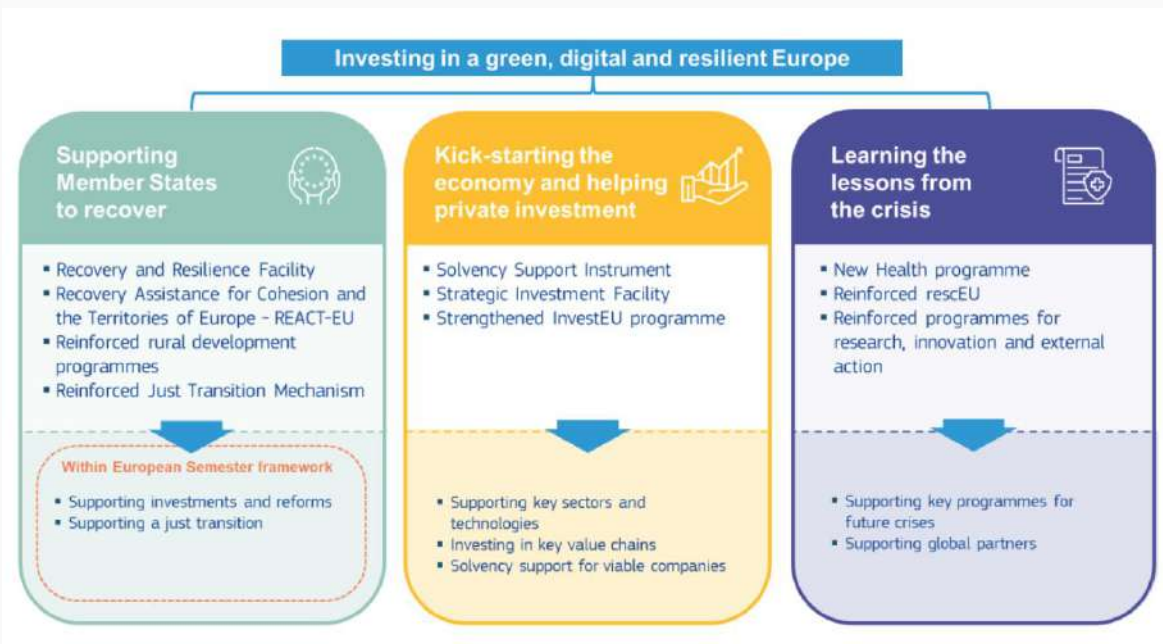 Investing in a green, digital and resilient Europe
Supporting
Member States
to recover
▪ Recovery and Resilience Facility
▪ Recovery Assistance for Cohesion and
the Territories of Europe - REACT-EU
▪ Reinforced rural development
programmes
▪ Reinforced Just Transition Mechanism
Within European Semester framework
▪ Supporting investments and reforms
▪ Supporting a just transition
Kick-starting the
economy and helping
private investment
▪ Solvency Support Instrument
▪ Strategic Investment Facility
▪ Strengthened InvestEU programme
▪ Supporting key sectors and
technologies
▪ Investing in key value chains
▪ Solvency support for viable companies
Learning the
lessons from
the crisis
▪ New Health programme
▪ Reinforced rescEU
▪ Reinforced programmes for
research, innovation and external
action
▪ Supporting key programmes for
future crises
▪ Supporting global partners